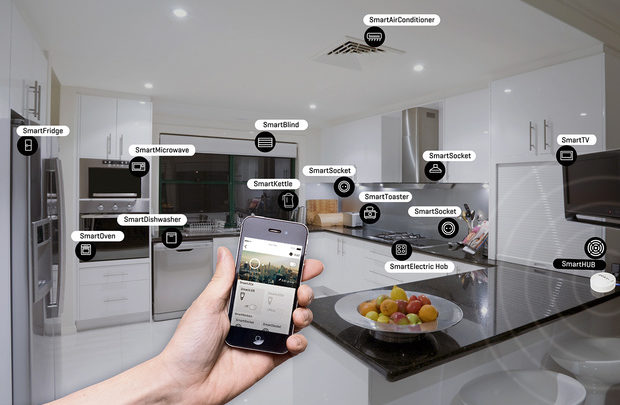 SmartAirConditioner
SmartFridge
SmartBlind
SmartMicrowave
SmartSocket
SmartTV
SmartSocket
SmartKettle
SmartToaster
SmartDishwasher
SmartSocket
SmartOven
SmartElectric Hob
SmartHUB